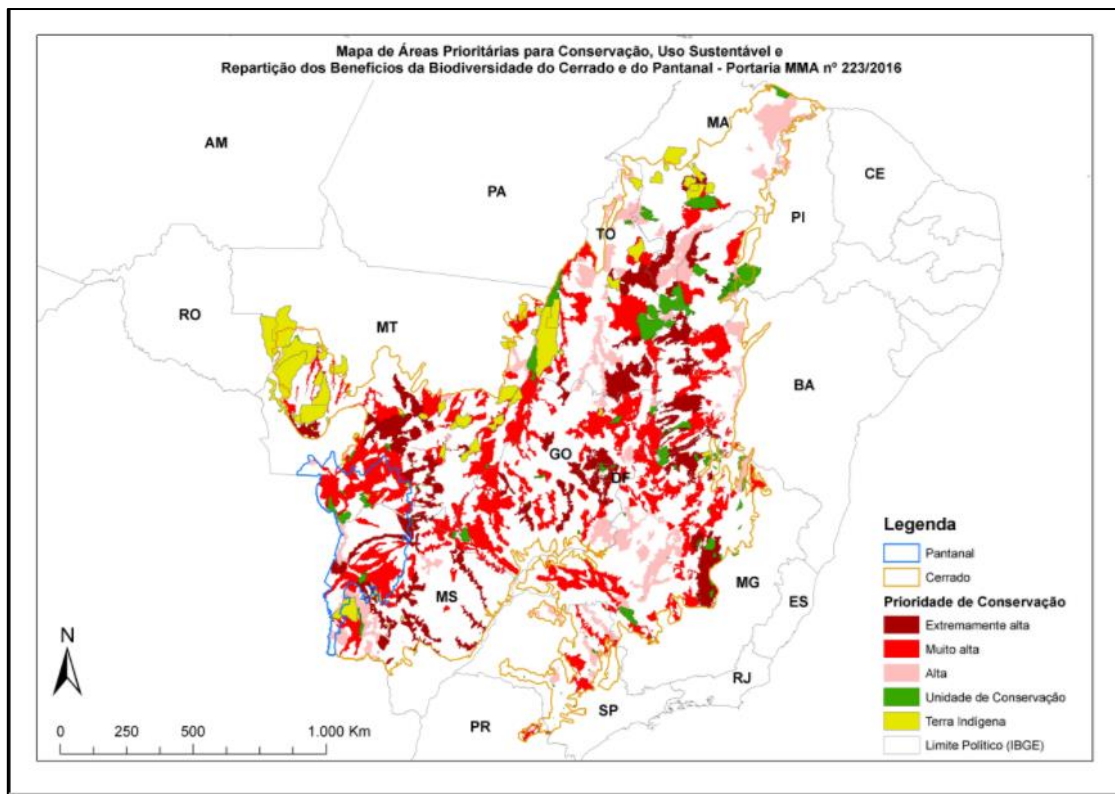 Mapa de Áreas Prioritárias para Conservação, Uso Sustentável e
Repartição dos Beneficios da Biodiversidade do Cerrado e do Pantanal - Portaria MMA nº 223/2016
MA
AM
CE
PA
PI
TO
RO
MT
BA
GO
DF
Legenda
Pantanal
Cerrado
MG
ES
MS
Prioridade de Conservação
Extremamente alta
Muito alta
Alta
Unidade de Conservação
Terra Indígena
Limite Político (IBGE)
N
RJ
SP
PR
0 250 500 1.000 Km